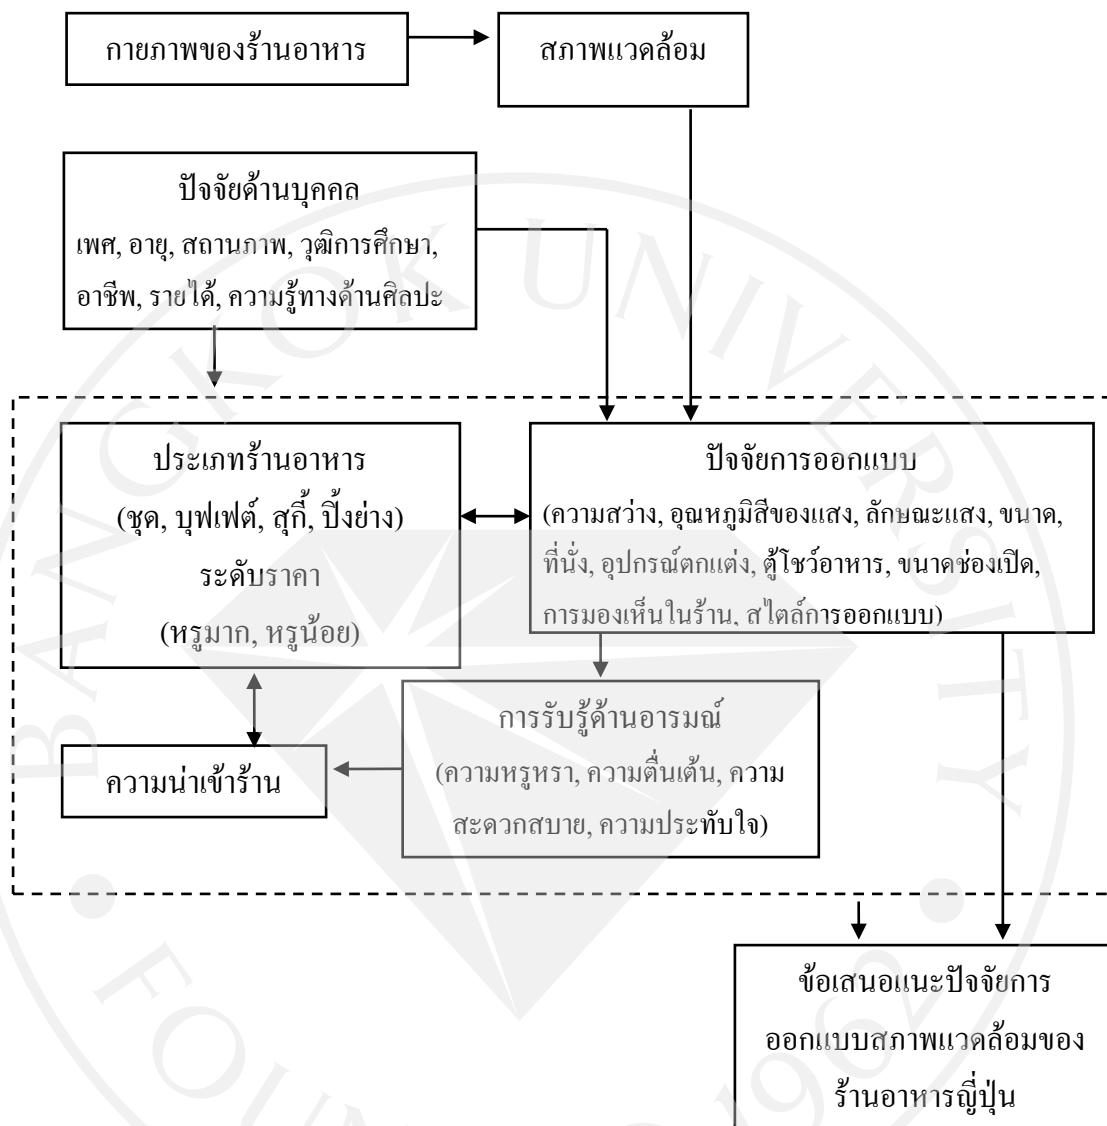 กายภาพของร้านอาหาร
สภาพแวดล้อม
ปัจจัยด้านบุคคล
เพศ, อายุ, สถานภาพ, วุฒิการศึกษา,
อาชีพ, รายได้, ความรู้ทางด้านศิลปะ
ประเภทร้านอาหาร
(ชุด, บุฟเฟต์, สุกี้, ปิ้งย่าง)
ระดับราคา
(หรูมาก, หรูน้อย)
ปัจจัยการออกแบบ
(ความสว่าง, อุณหภูมิสีของแสง, ลักษณะแสง, ขนาด,
ที่นั่ง, อุปกรณ์ตกแต่ง, ตู้โชว์อาหาร, ขนาดช่องเปิด,
การมองเห็นในร้าน, สไตล์การออกแบบ)
การรับรู้ด้านอารมณ์
(ความหรูหรา, ความตื่นเต้น, ความ
สะดวกสบาย, ความประทับใจ)
ความน่าเข้าร้าน
ข้อเสนอแนะปัจจัยการ
ออกแบบสภาพแวดล้อมของ
ร้านอาหารญี่ปุ่น
BANGKOK UNIVERSITY
1962